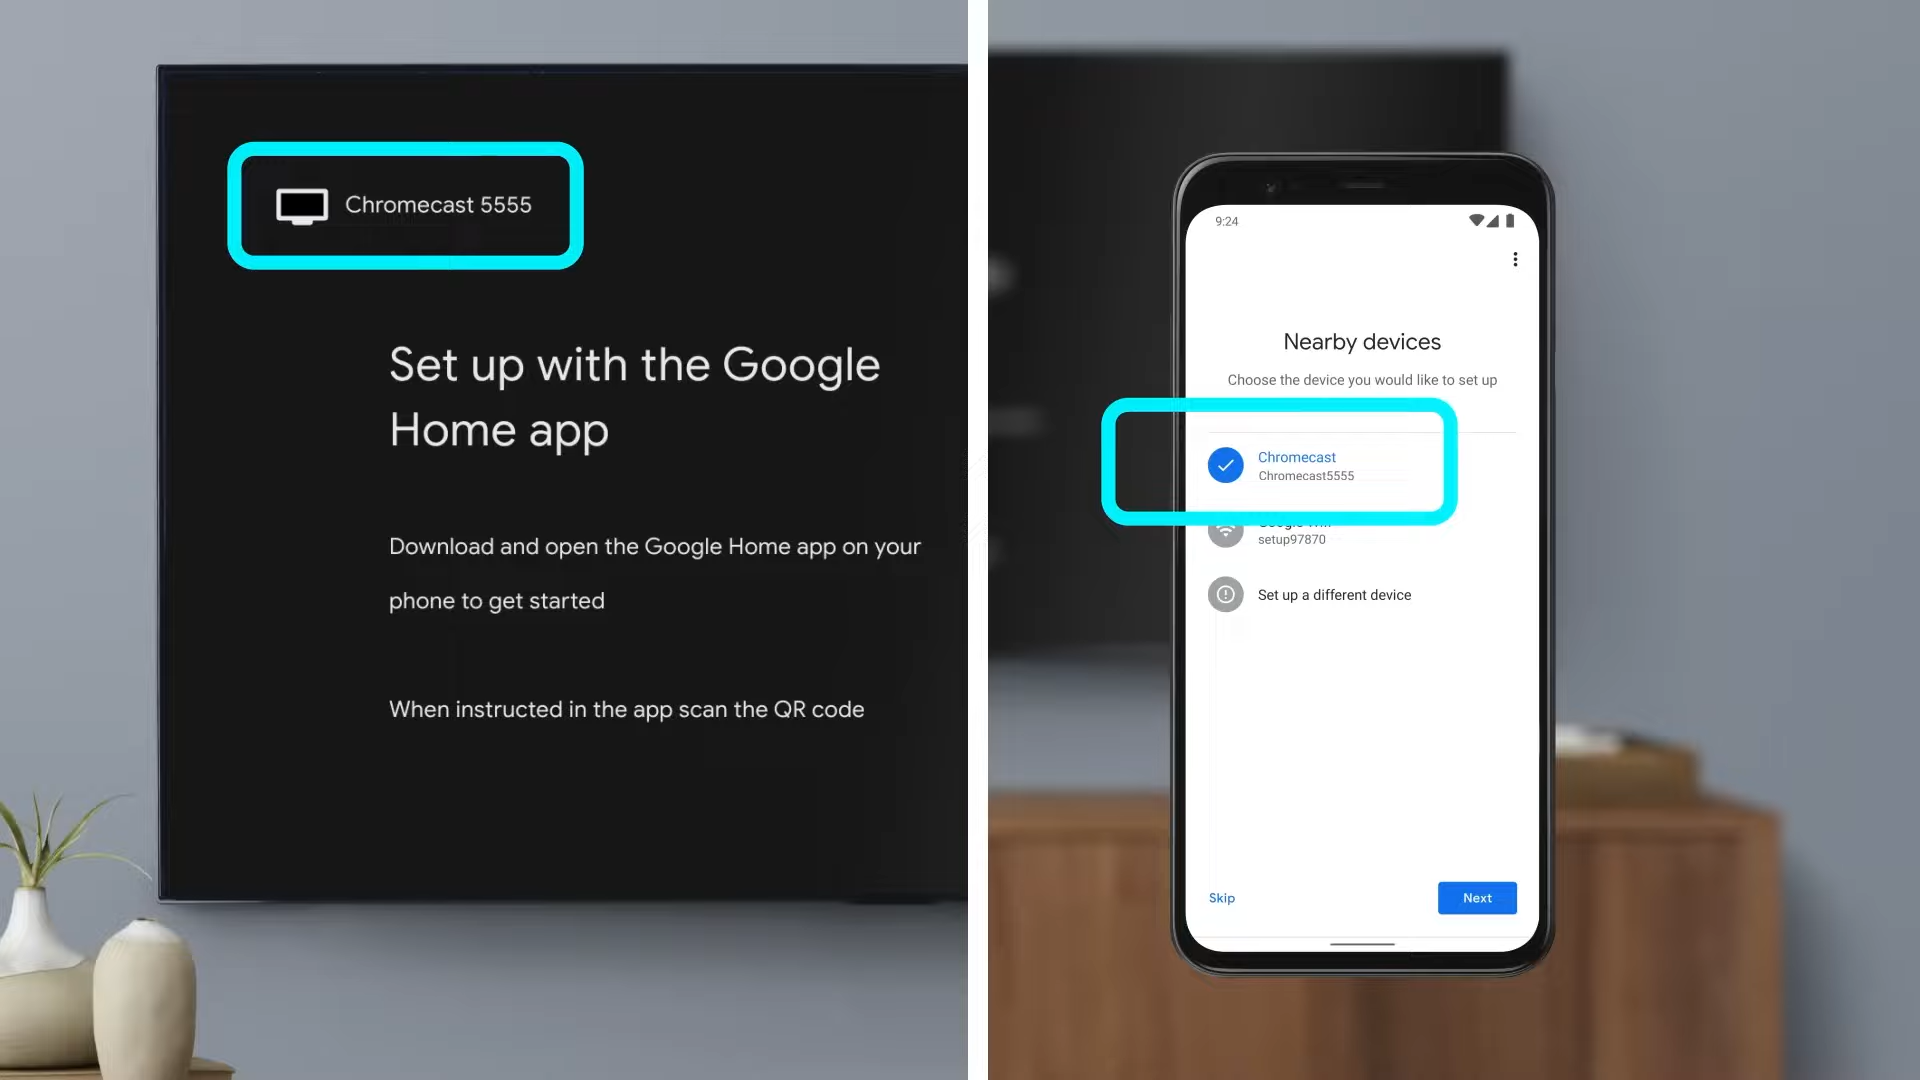 Chromecast 5555
Set up with the Google
Home app
Download and open the Google Home app on your
phone to get started
When instructed in the app scan the QR code
9:24
Nearby devices
Choose the device you would like to set up
Chromecast
Chromecast5555
setup97870
Set up a different device
Skip
Next